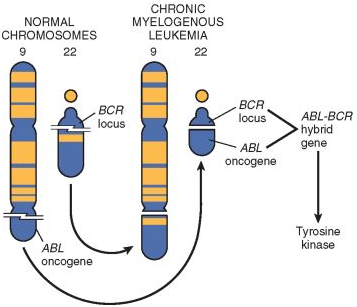 NORMAL
CHROMOSOMES
9 22
CHRONIC
MYELOGENOUS
LEUKEMIA
9 22
BCR
locus
ABL
oncogene
BCR
locus
ABL
oncogene
ABL-BCR
hybrid
gene
Tyrosine
kinase